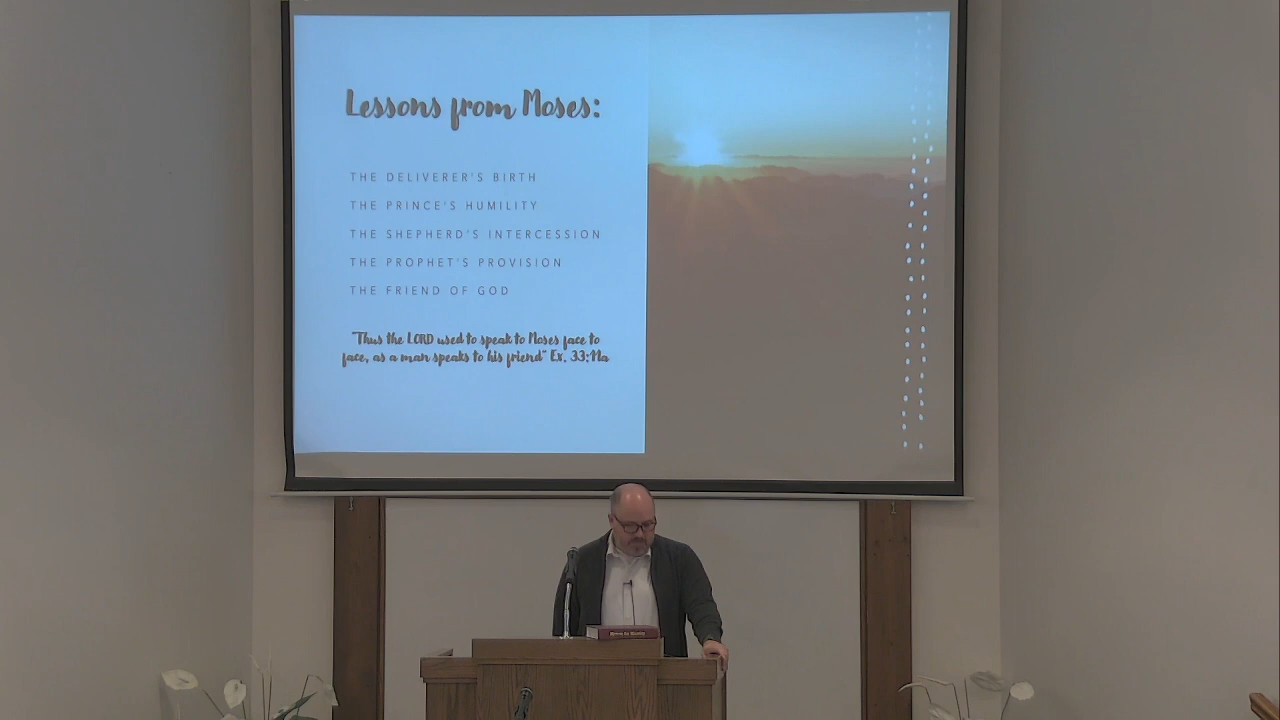 Lessons from Moses:
THE DELIVERER'S BIRTH
THE PRINCE'S HUMILITY
THE SHEPHERD'S INTERCESSION
THE PROPHET'S PROVISION
THE FRIEND OF GOD
"Thus the LORD used to speak to Moses face to
face, as a man speaks to his friend" Ex. 33:11a